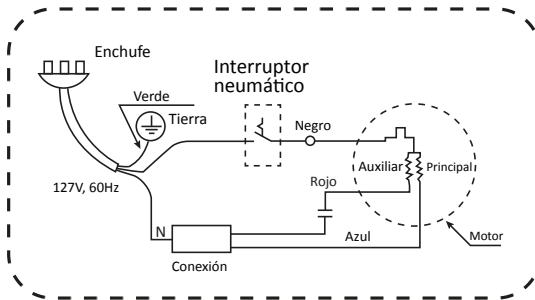 Enchufe
Verde
Tierra
Interruptor
neumático
Negro
Auxiliar
Principal
127V, 60Hz
Rojo
N
Azul
Motor
Conexión